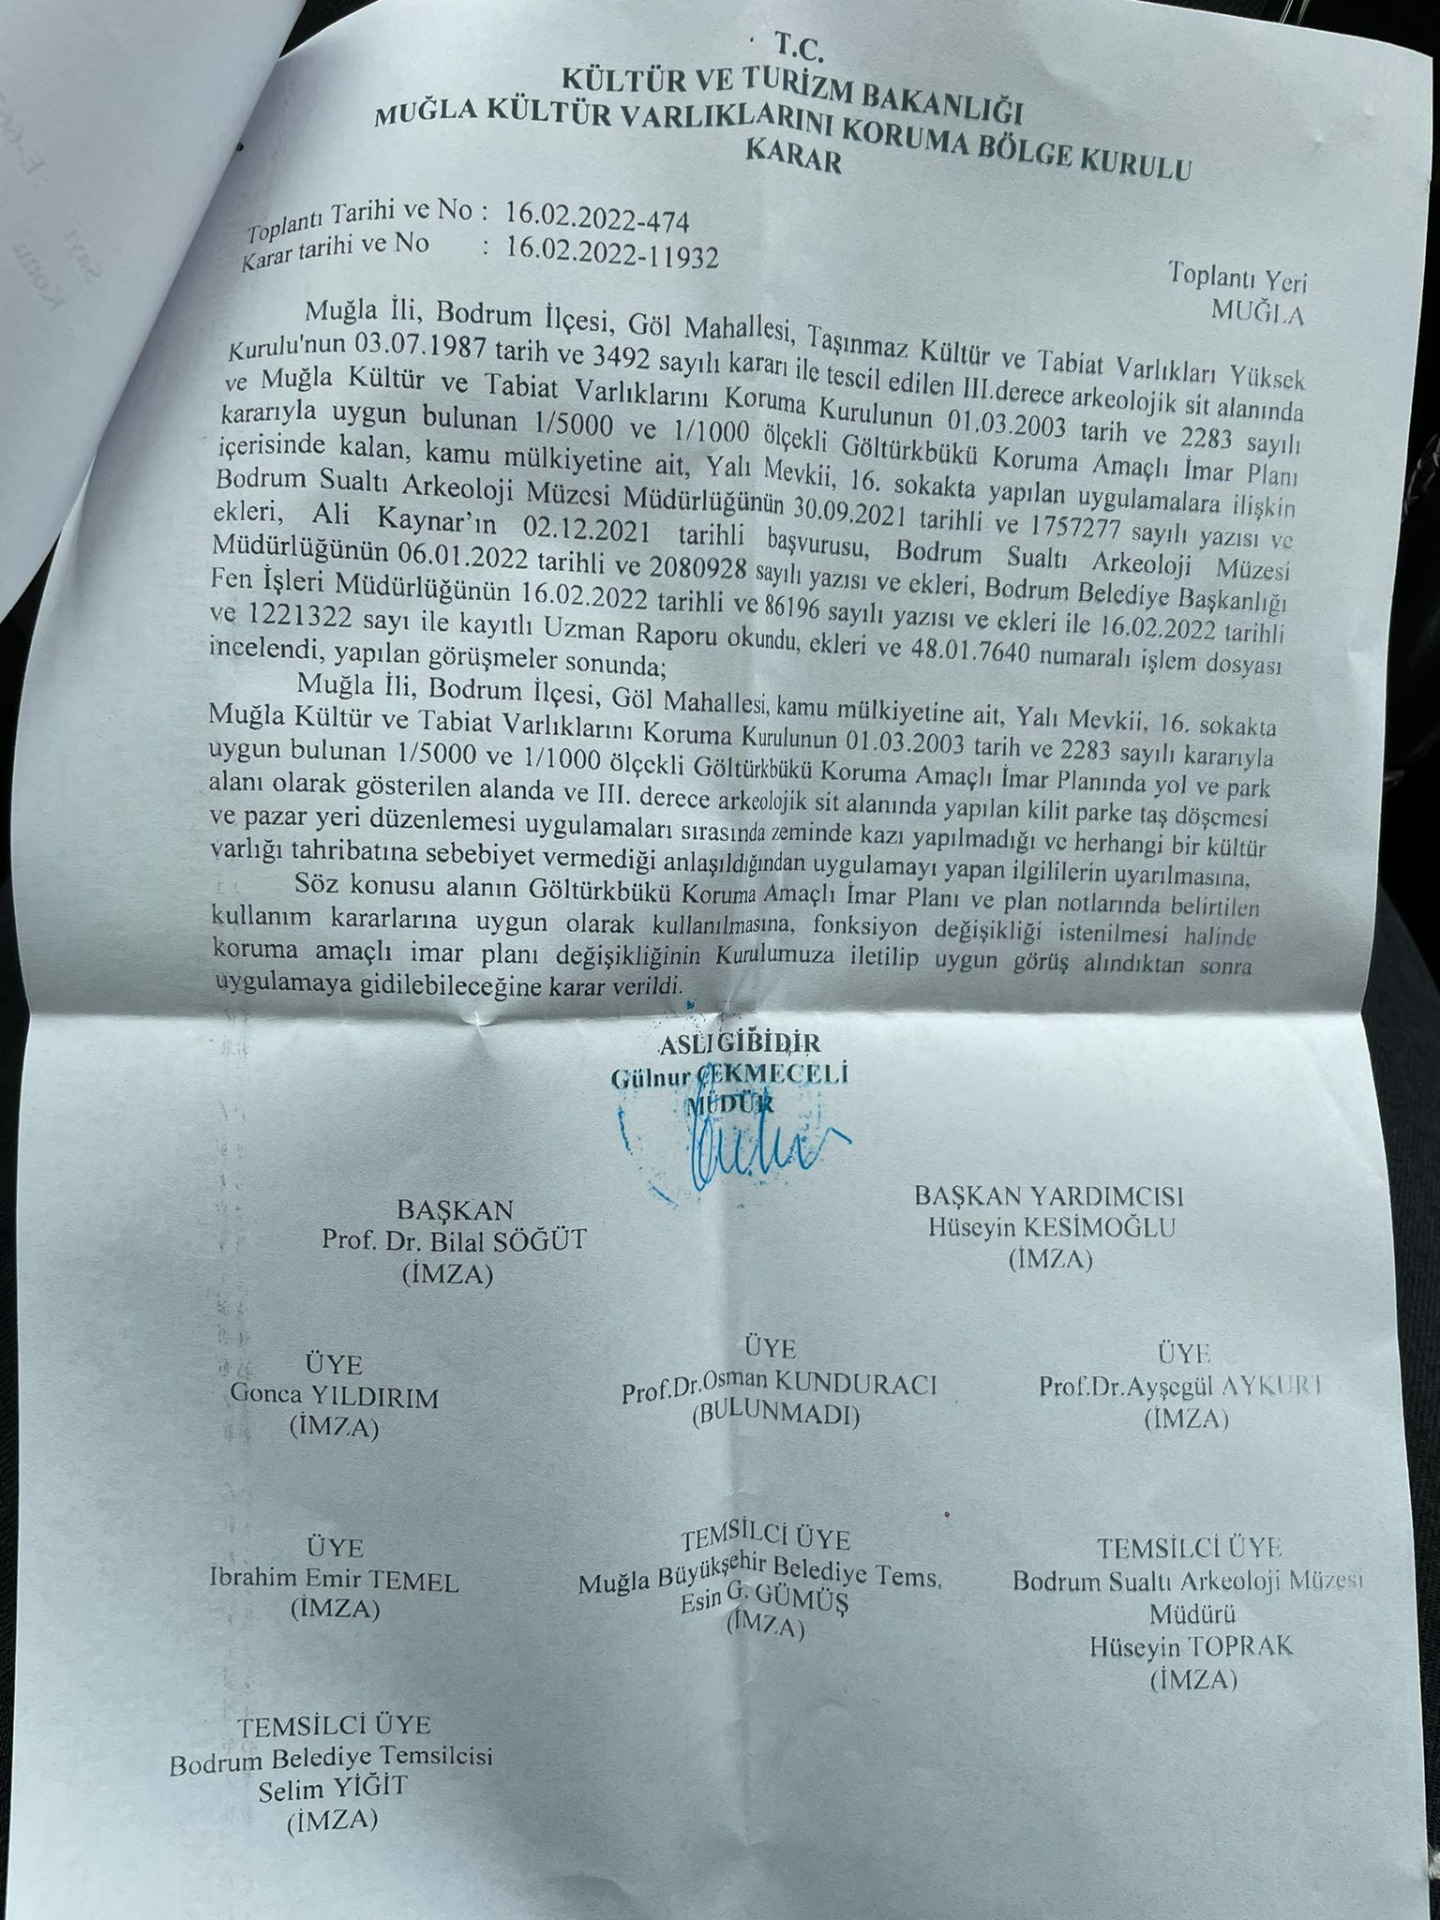 T.C.
KÜLTÜR VE TURİZM BAKANLIĞI
MUĞLA KÜLTÜR VARLIKLARINI KORUMA BÖLGE KURULU
KARAR
Toplantı Tarihi ve No : 16.02.2022-474
Karar tarihi ve No : 16.02.2022-11932
Toplantı Yeri
MUĞLA
Muğla İli, Bodrum İlçesi, Göl Mahallesi, Taşınmaz Kültür ve Tabiat Varlıkları Yüksek
Kurulu'nun 03.07.1987 tarih ve 3492 sayılı kararı ile tescil edilen III.derece arkeolojik sit alanında
ve Muğla Kültür ve Tabiat Varlıklarını Koruma Kurulunun 01.03.2003 tarih ve 2283 sayılı
kararıyla uygun bulunan 1/5000 ve 1/1000 ölçekli Göltürkbükü Koruma Amaçlı İmar Planı
içerisinde kalan, kamu mülkiyetine ait, Yalı Mevkii, 16. sokakta yapılan uygulamalara ilişkin
Bodrum Sualtı Arkeoloji Müzesi Müdürlüğünün 30.09.2021 tarihli ve 1757277 sayılı yazısı ve
ekleri, Ali Kaynar'ın 02.12.2021 tarihli başvurusu, Bodrum Sualtı Arkeoloji Müzesi
Müdürlüğünün 06.01.2022 tarihli ve 2080928 sayılı yazısı ve ekleri, Bodrum Belediye Başkanlığı
Fen İşleri Müdürlüğünün 16.02.2022 tarihli ve 86196 sayılı yazısı ve ekleri ile 16.02.2022 tarihli
ve 1221322 sayı ile kayıtlı Uzman Raporu okundu, ekleri ve 48.01.7640 numaralı işlem dosyası
incelendi, yapılan görüşmeler sonunda;
Muğla İli, Bodrum İlçesi, Göl Mahallesi, kamu mülkiyetine ait, Yalı Mevkii, 16. sokakta
Muğla Kültür ve Tabiat Varlıklarını Koruma Kurulunun 01.03.2003 tarih ve 2283 sayılı kararıyla
uygun bulunan 1/5000 ve 1/1000 ölçekli Göltürkbükü Koruma Amaçlı İmar Planında yol ve park
alanı olarak gösterilen alanda ve III. derece arkeolojik sit alanında yapılan kilit parke taş döşemesi
ve pazar yeri düzenlemesi uygulamaları sırasında zeminde kazı yapılmadığı ve herhangi bir kültür
varlığı tahribatına sebebiyet vermediği anlaşıldığından uygulamayı yapan ilgililerin uyarılmasına,
Söz konusu alanın Göltürkbükü Koruma Amaçlı İmar Planı ve plan notlarında belirtilen
kullanım kararlarına uygun olarak kullanılmasına, fonksiyon değişikliği istenilmesi halinde
koruma amaçlı imar planı değişikliğinin Kurulumuza iletilip uygun görüş alındıktan sonra
uygulamaya gidilebileceğine karar verildi.
ASLI GİBİDİR
Gülnur ÇEKMECELİ
MÜDÜR
BAŞKAN
Prof. Dr. Bilal SÖĞÜT
(İMZA)
BAŞKAN YARDIMCISI
Hüseyin KESİMOĞLU
(İMZA)
ÜYE
Gonca YILDIRIM
(İMZA)
ÜYE
Prof.Dr.Osman KUNDURACI
(BULUNMADI)
ÜYE
Prof.Dr.Ayşegül AYKURT
(İMZA)
ÜYE
Ibrahim Emir TEMEL
(İMZA)
TEMSİLCİ ÜYE
Muğla Büyükşehir Belediye Tems.
Esin G. GÜMÜŞ
(İMZA)
TEMSİLCİ ÜYE
Bodrum Sualtı Arkeoloji Müzesi
Müdürü
Hüseyin TOPRAK
(İMZA)
TEMSİLCİ ÜYE
Bodrum Belediye Temsilcisi
Selim YİĞİT
(İMZA)